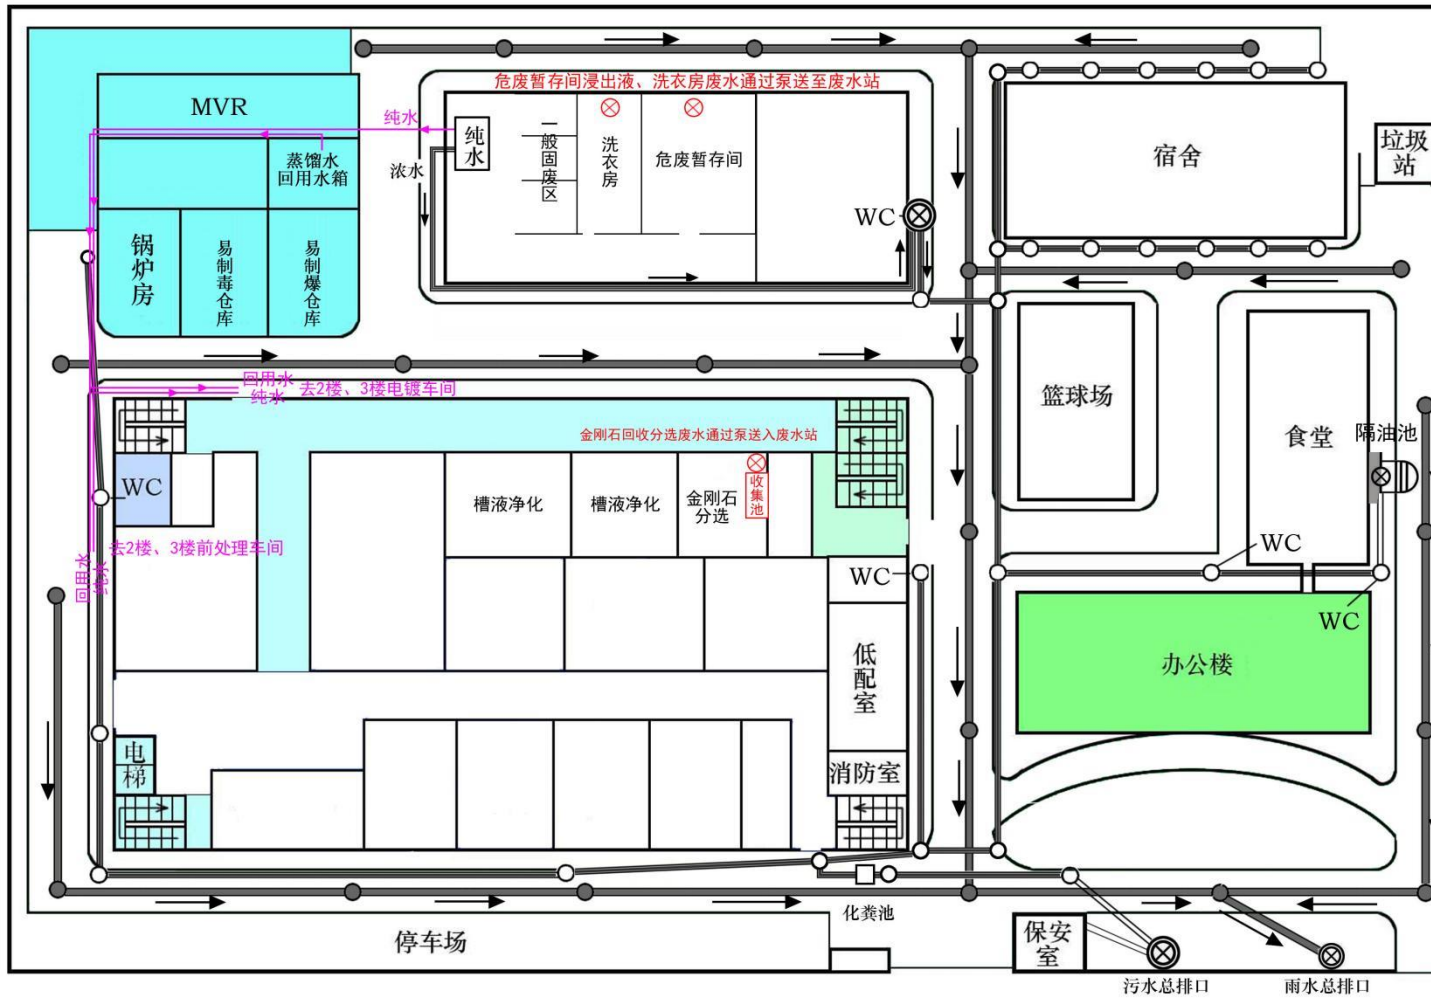 危废暂存间浸出液、洗衣房废水通过泵送至废水站
MVR
纯水
纯水
一般固废区
洗衣房
危废暂存间
宿舍
垃圾站
蒸馏水
回用水箱
浓水
WC
锅炉房
易制毒仓库
易制爆仓库
回用水
纯水
去2楼、3楼电镀车间
篮球场
食堂
隔油池
金刚石回收分选废水通过泵送入废水站
WC
槽液净化
槽液净化
金刚石
分选
收集池
去2楼、3楼前处理车间
回用水
纯水
WC
WC
WC
低配室
办公楼
电梯
消防室
化粪池
停车场
保安室
污水总排口
雨水总排口